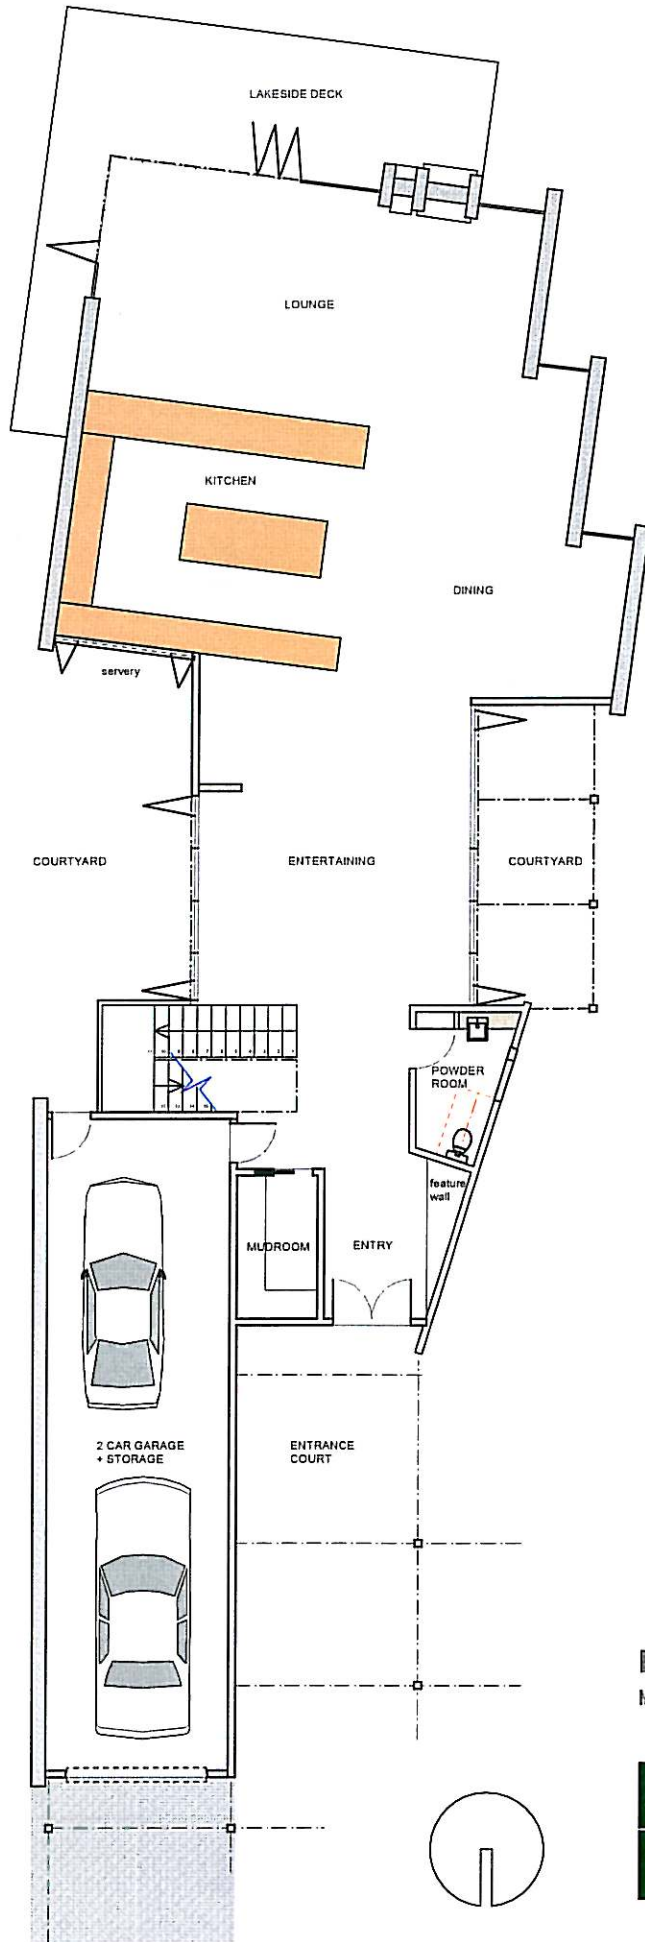 LAKESIDE DECK
LOUNGE
KITCHEN
DINING
servery
COURTYARD
ENTERTAINING
COURTYARD
POWDER
ROOM
feature
wall
MUDROOM
ENTRY
2 CAR GARAGE
+ STORAGE
ENTRANCE
COURT